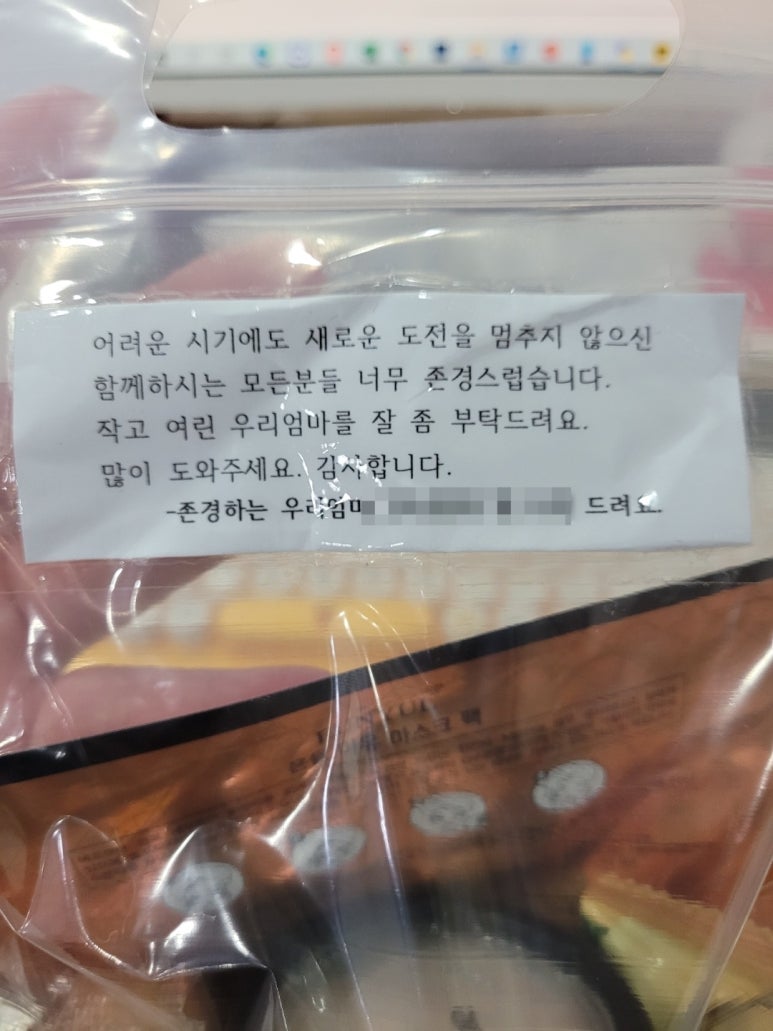 어려운 시기에도 새로운 도전을 멈추지 않으신
함께하시는 모든분들 너무 존경스럽습니다.
작고 여린 우리엄마를 잘 좀 부탁드려요.
많이 도와주세요. 감사합니다.
-존경하는 우리엄마 드려요.
마스크 팩